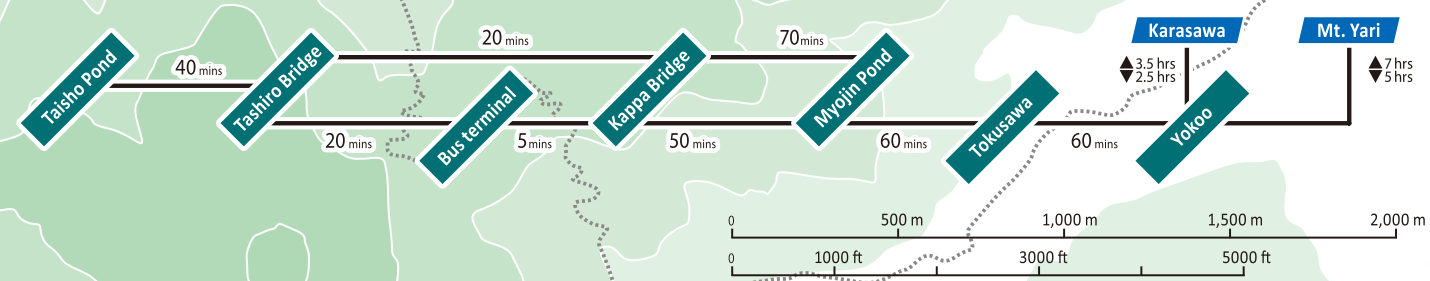 Karasawa
Mt. Yari
20 mins
70mins
40 mins
▲3.5 hrs
▼2.5 hrs
▲7 hrs
▼5 hrs
Taisho Pond
Tashiro Bridge
Bus terminal
Kappa Bridge
Myojin Pond
Tokusawa
Yokoo
20 mins
5 mins
50 mins
60 mins
60 mins
0 500 m 1,000 m 1,500 m 2,000 m
0 1000 ft 3000 ft 5000 ft